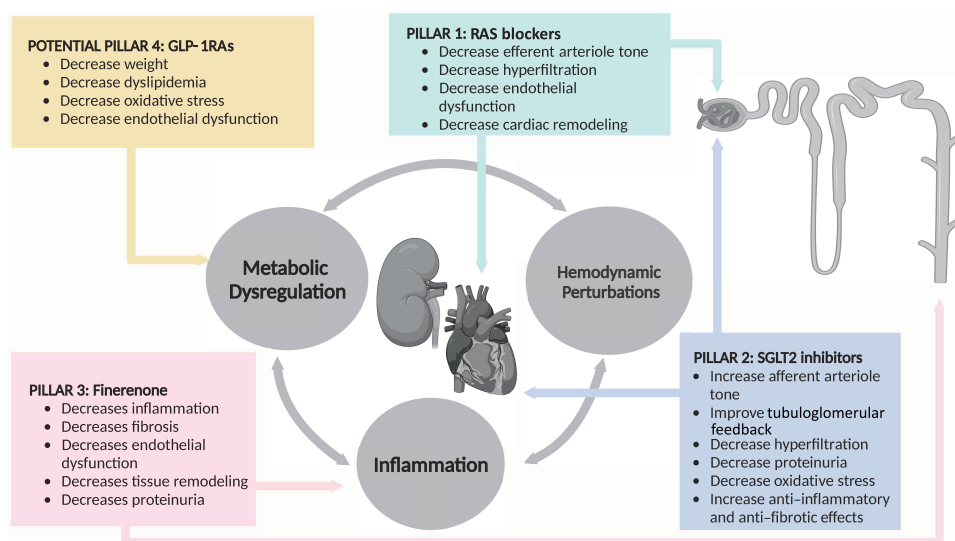 POTENTIAL PILLAR 4: GLP-1RAs
• Decrease weight
• Decrease dyslipidemia
• Decrease oxidative stress
• Decrease endothelial dysfunction
PILLAR 1: RAS blockers
• Decrease efferent arteriole tone
• Decrease hyperfiltration
• Decrease endothelial
dysfunction
• Decrease cardiac remodeling
Metabolic
Dysregulation
Hemodynamic
Perturbations
Inflammation
PILLAR 3: Finerenone
• Decreases inflammation
• Decreases fibrosis
• Decreases endothelial
dysfunction
• Decreases tissue remodeling
• Decreases proteinuria
PILLAR 2: SGLT2 inhibitors
• Increase afferent arteriole
tone
• Improve tubuloglomerular
feedback
• Decrease hyperfiltration
• Decrease proteinuria
• Decrease oxidative stress
• Increase anti–inflammatory
and anti–fibrotic effects